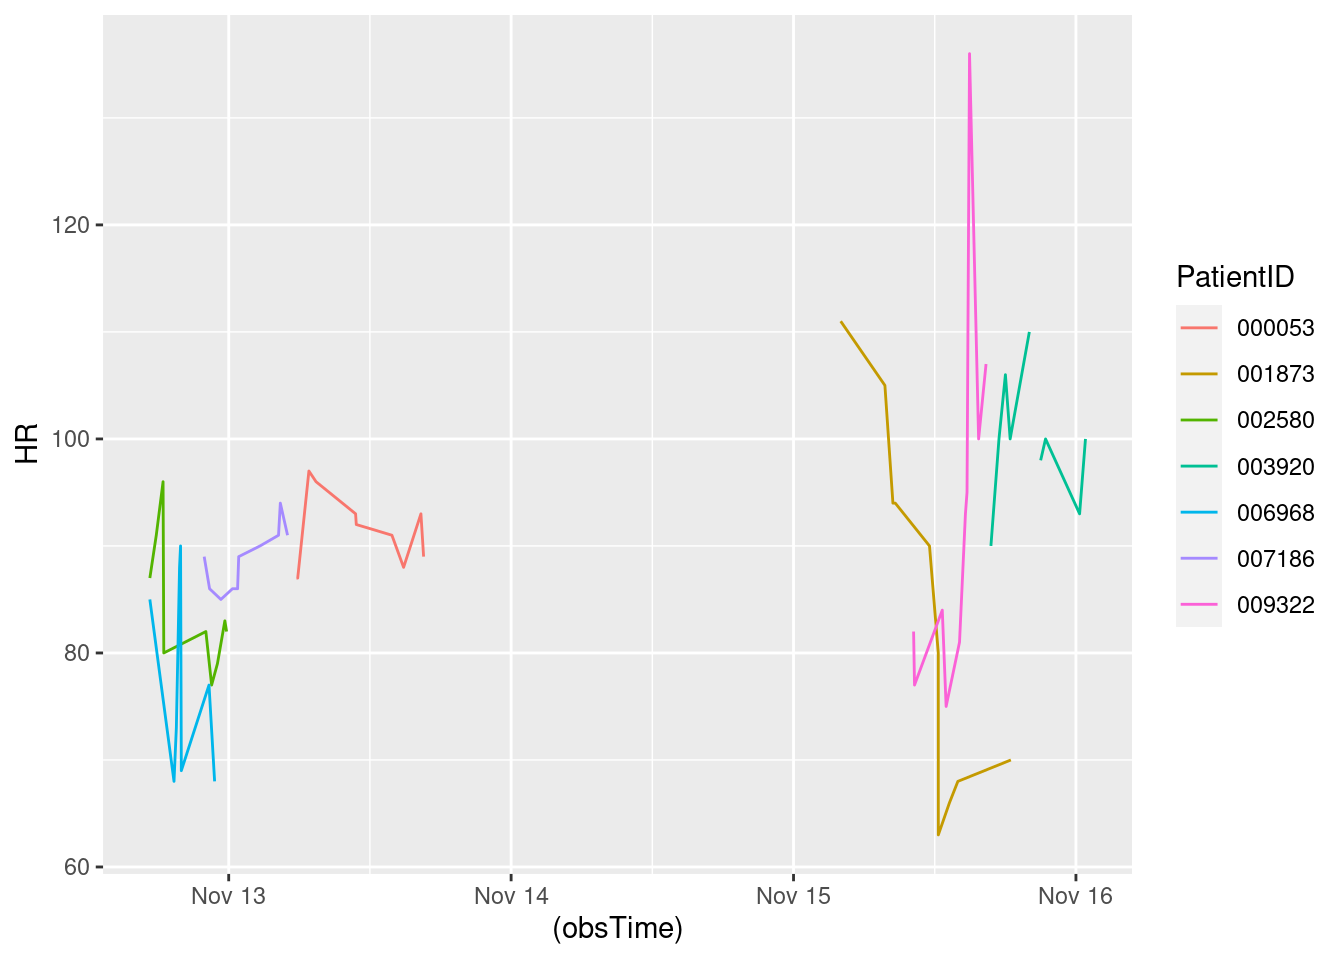 120
100
80
60
HR
Nov 13
Nov 14
Nov 15
Nov 16
(obsTime)
PatientID
000053
001873
002580
003920
006968
007186
009322